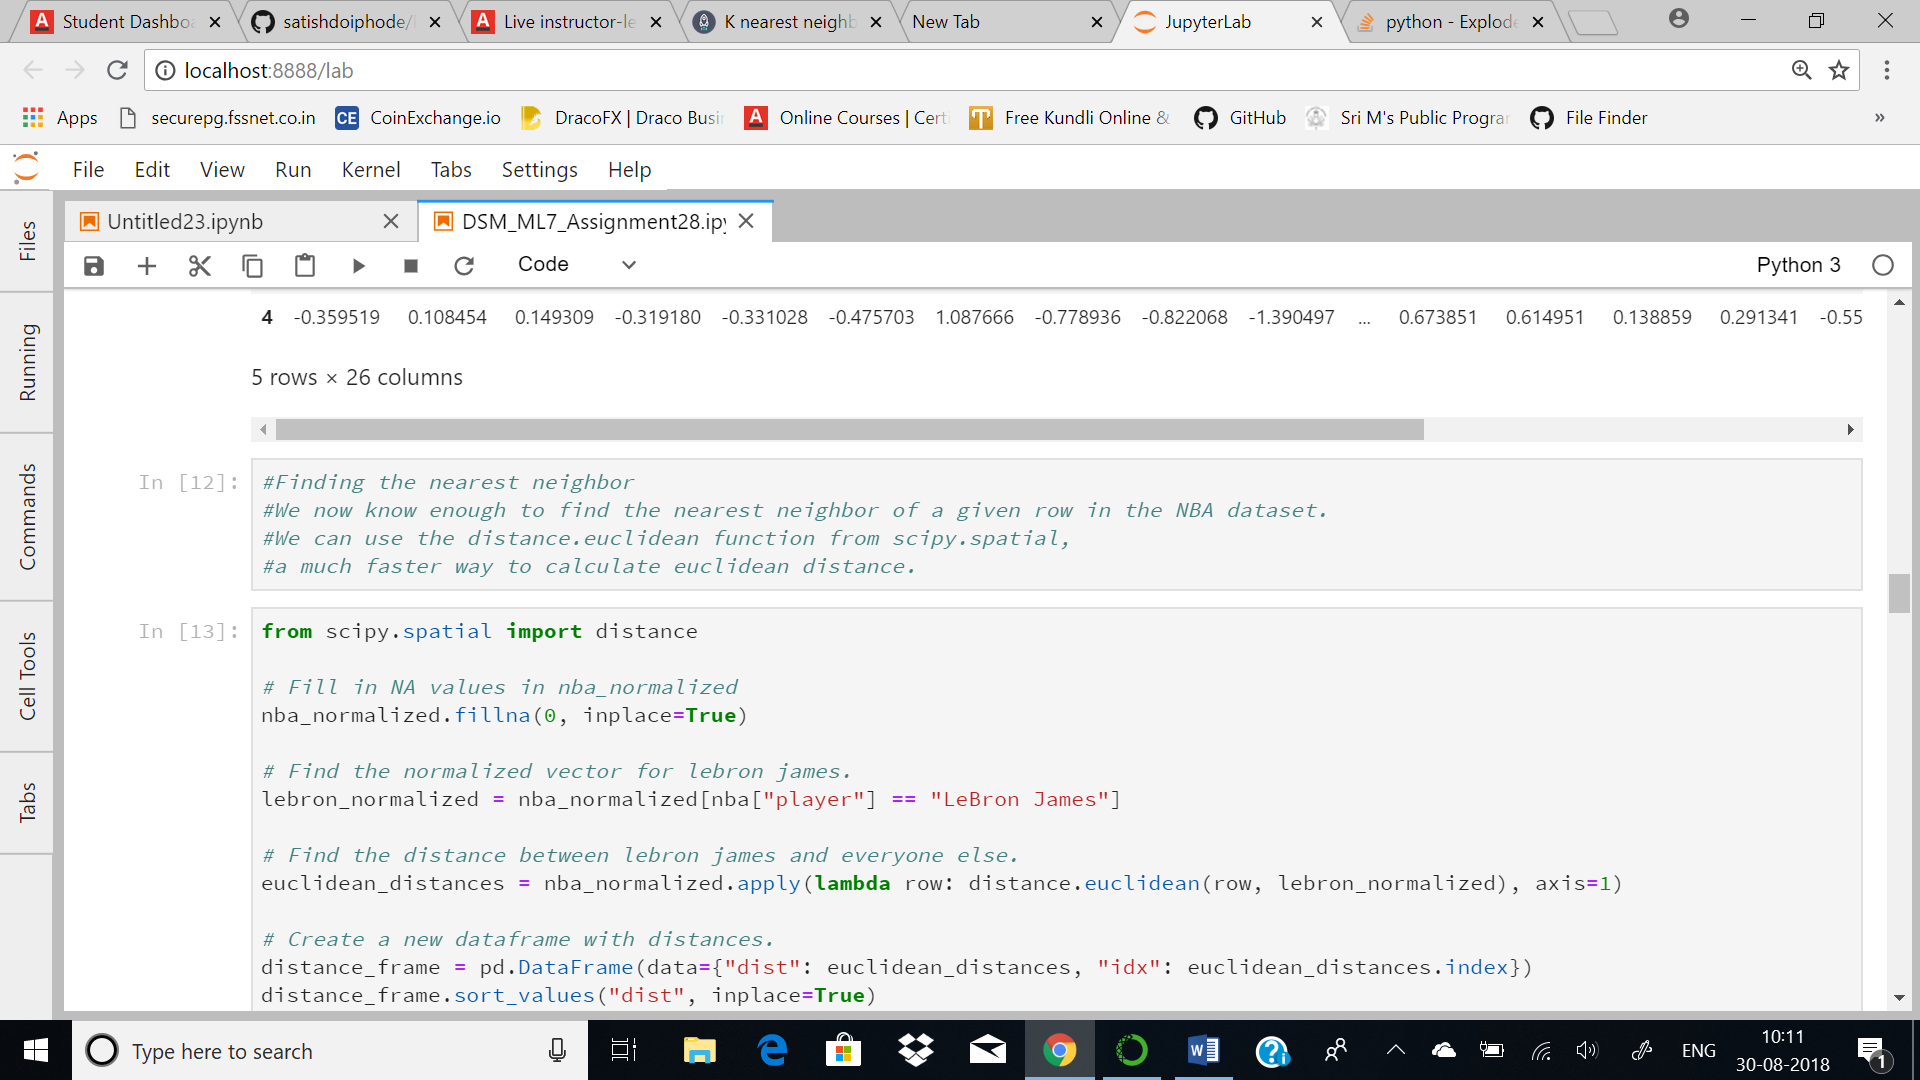 Student Dashbo
satishdoiphode/
Live instructor-le
K nearest neighb
New Tab
JupyterLab
python - Explode
localhost:8888/lab
Apps
securepg.fssnet.co.in
CE
CoinExchange.io
DracoFX | Draco Busi
Online Courses | Cert
Free Kundli Online &
GitHub
Sri M's Public Progra
File Finder
»
File Edit View Run Kernel Tabs Settings Help
Files
Running
Commands
Cell Tools
Tabs
Untitled23.ipynb
DSM_ML7_Assignment28.ipy
Code
Python 3
4 -0.359519 0.108454 0.149309 -0.319180 -0.331028 -0.475703 1.087666 -0.778936 -0.822068 -1.390497 ... 0.673851 0.614951 0.138859 0.291341 -0.55
5 rows × 26 columns
In [12]:
#Finding the nearest neighbor
#We now know enough to find the nearest neighbor of a given row in the NBA dataset.
#We can use the distance.euclidean function from scipy.spatial,
#a much faster way to calculate euclidean distance.
In [13]:
from scipy.spatial import distance
# Fill in NA values in nba_normalized
nba_normalized.fillna(0, inplace=True)
# Find the normalized vector for lebron james.
lebron_normalized = nba_normalized[nba["player"] == "LeBron James"]
# Find the distance between lebron james and everyone else.
euclidean_distances = nba_normalized.apply(lambda row: distance.euclidean(row, lebron_normalized), axis=1)
# Create a new dataframe with distances.
distance_frame = pd.DataFrame(data={"dist": euclidean_distances, "idx": euclidean_distances.index})
distance_frame.sort_values("dist", inplace=True)
Type here to search
ENG
10:11
30-08-2018
1